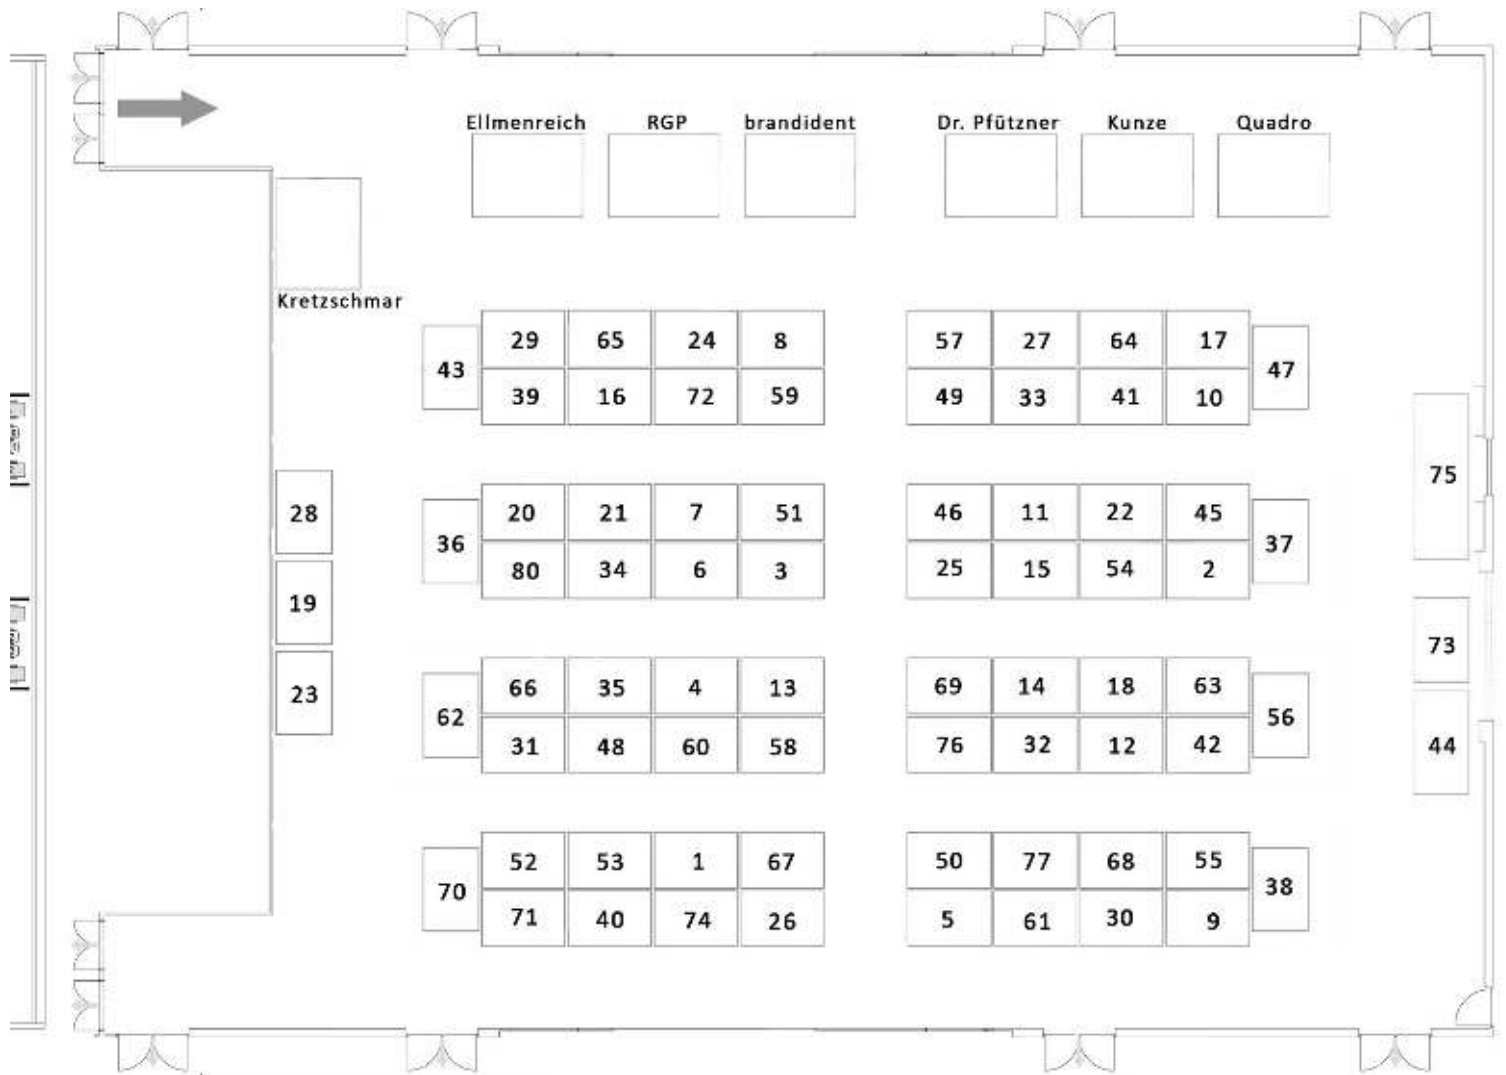 Ellmenreich RGP brandident Dr. Pfützner Kunze Quadro
Kretzschmar
29 65 24 8 57 27 64 17
43 47
39 16 72 59 49 33 41 10
75
28 20 21 7 51 46 11 22 45
36 37
80 34 6 3 25 15 54 2
19
73
23 66 35 4 13 69 14 18 63
62 56
31 48 60 58 76 32 12 42 44
52 53 1 67 50 77 68 55
70 38
71 40 74 26 5 61 30 9